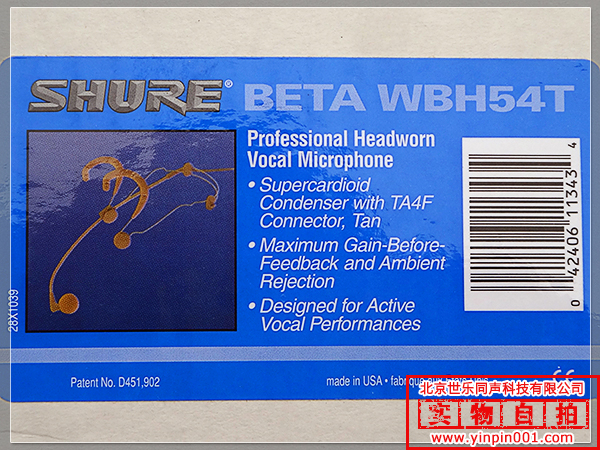 SHURE® BETA WBH54T
Professional Headworn
Vocal Microphone
• Supercardioid
Condenser with TA4F
Connector, Tan
• Maximum Gain-Before-
Feedback and Ambient
Rejection
• Designed for Active
Vocal Performances
0 42406 11343 4
28X1039
Patent No. D451,902
made in USA •
北京世乐同声科技有限公司
实物自拍
www.yinpin001.com